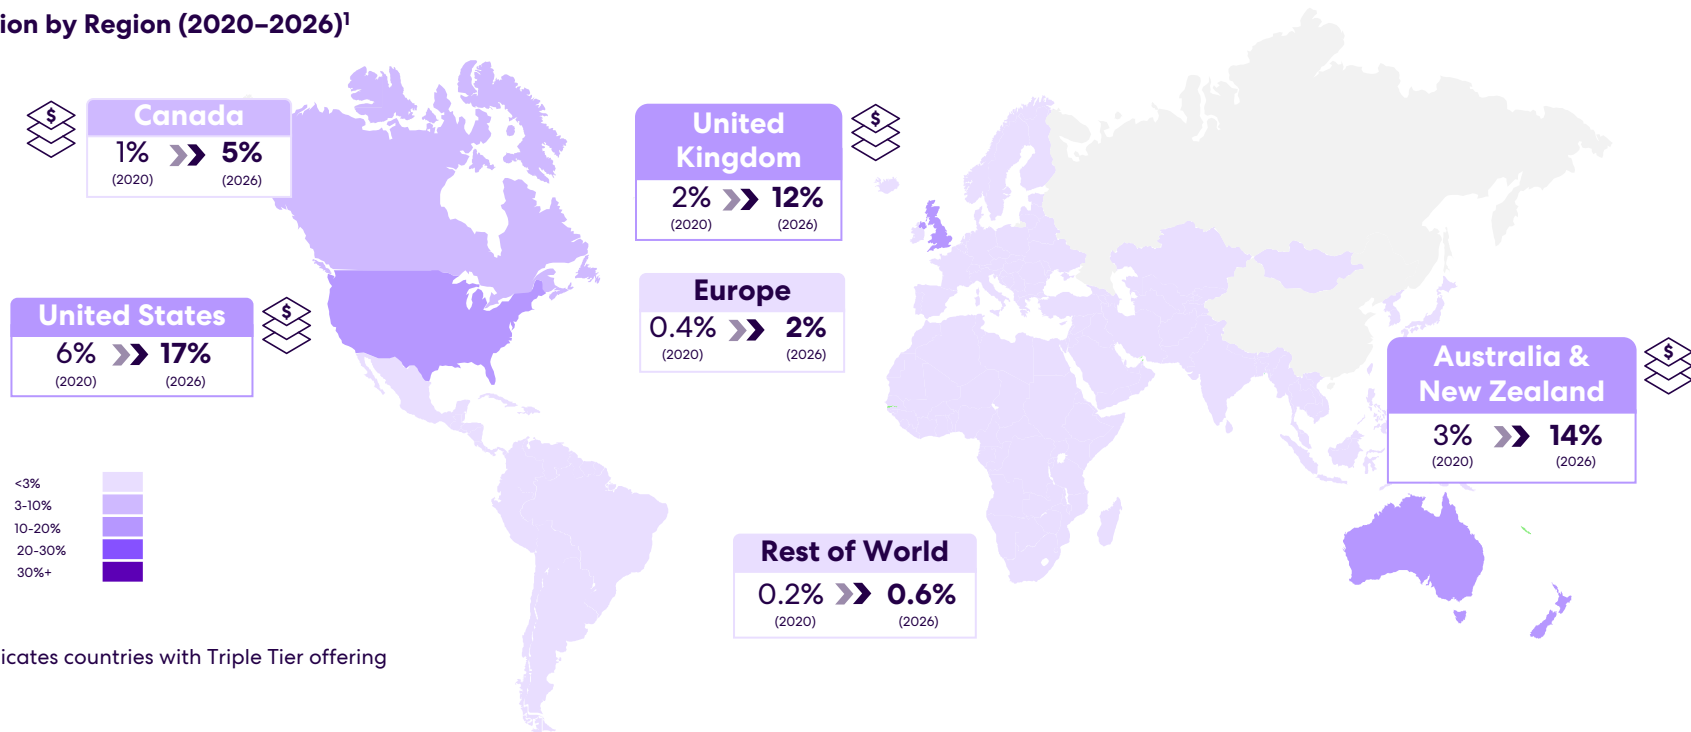 ion by Region (2020–2026)¹
Canada
1% 5%
(2020) (2026)
United States
6% 17%
(2020) (2026)
United
Kingdom
2% 12%
(2020) (2026)
Europe
0.4% 2%
(2020) (2026)
Australia &
New Zealand
3% 14%
(2020) (2026)
Rest of World
0.2% 0.6%
(2020) (2026)
<3%
3-10%
10-20%
20-30%
30%+
icates countries with Triple Tier offering
$
$
$
$